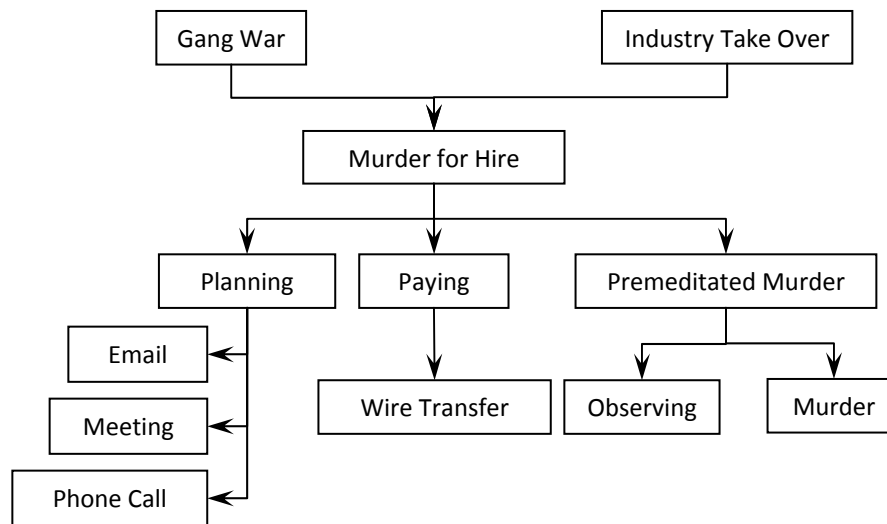 Gang War
Industry Take Over
Murder for Hire
Planning
Paying
Premeditated Murder
Email
Wire Transfer
Observing
Murder
Meeting
Phone Call